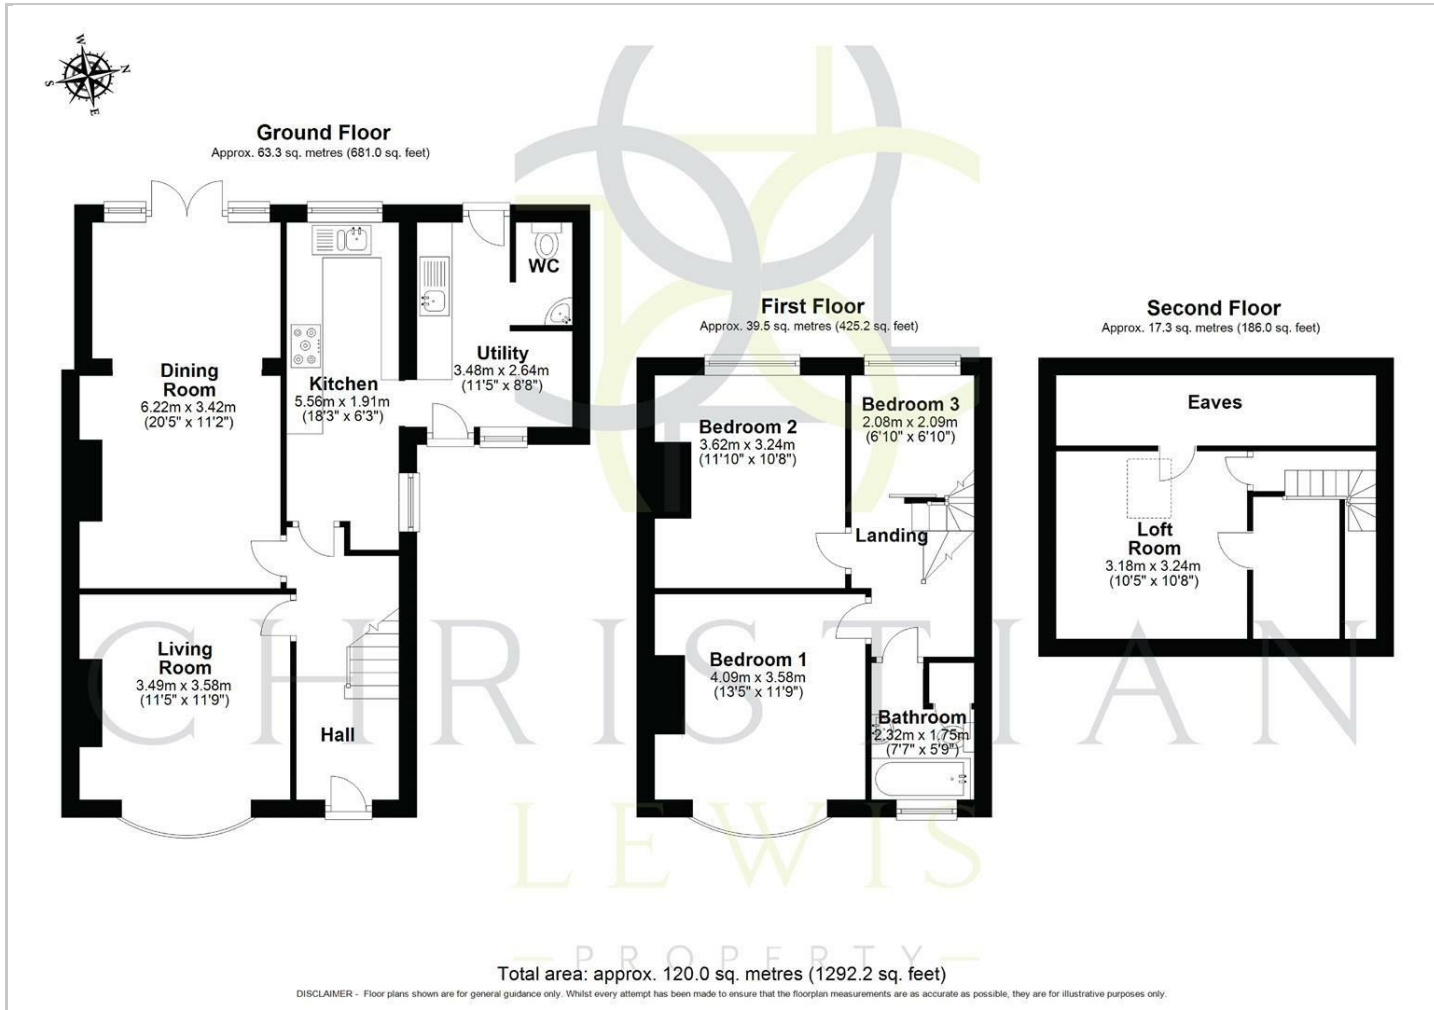 W
N
S
E
Ground Floor
Approx. 63.3 sq. metres (681.0 sq. feet)
WC
Utility
3.48m x 2.64m
(11'5" x 8'8")
Dining
Room
6.22m x 3.42m
(20'5" x 11'2")
Kitchen
5.56m x 1.91m
(18'3" x 6'3")
Living
Room
3.49m x 3.58m
(11'5" x 11'9")
Hall
First Floor
Approx. 39.5 sq. metres (425.2 sq. feet)
Bedroom 3
2.08m x 2.09m
(6'10" x 6'10")
Bedroom 2
3.62m x 3.24m
(11'10" x 10'8")
Landing
Bedroom 1
4.09m x 3.58m
(13'5" x 11'9")
Bathroom
2.32m x 1.75m
(7'7" x 5'9")
Second Floor
Approx. 17.3 sq. metres (186.0 sq. feet)
Eaves
Loft
Room
3.18m x 3.24m
(10'5" x 10'8")
CHRISTIAN
LEWIS
PROPERTY
Total area: approx. 120.0 sq. metres (1292.2 sq. feet)
DISCLAIMER - Floor plans shown are for general guidance only. Whilst every attempt has been made to ensure that the floorplan measurements are as accurate as possible, they are for illustrative purposes only.